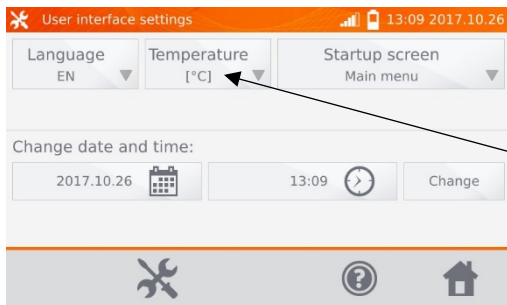 User interface settings 13:09 2017.10.26
Language Temperature Startup screen
EN [°C] Main menu
Change date and time:
2017.10.26 13:09 Change